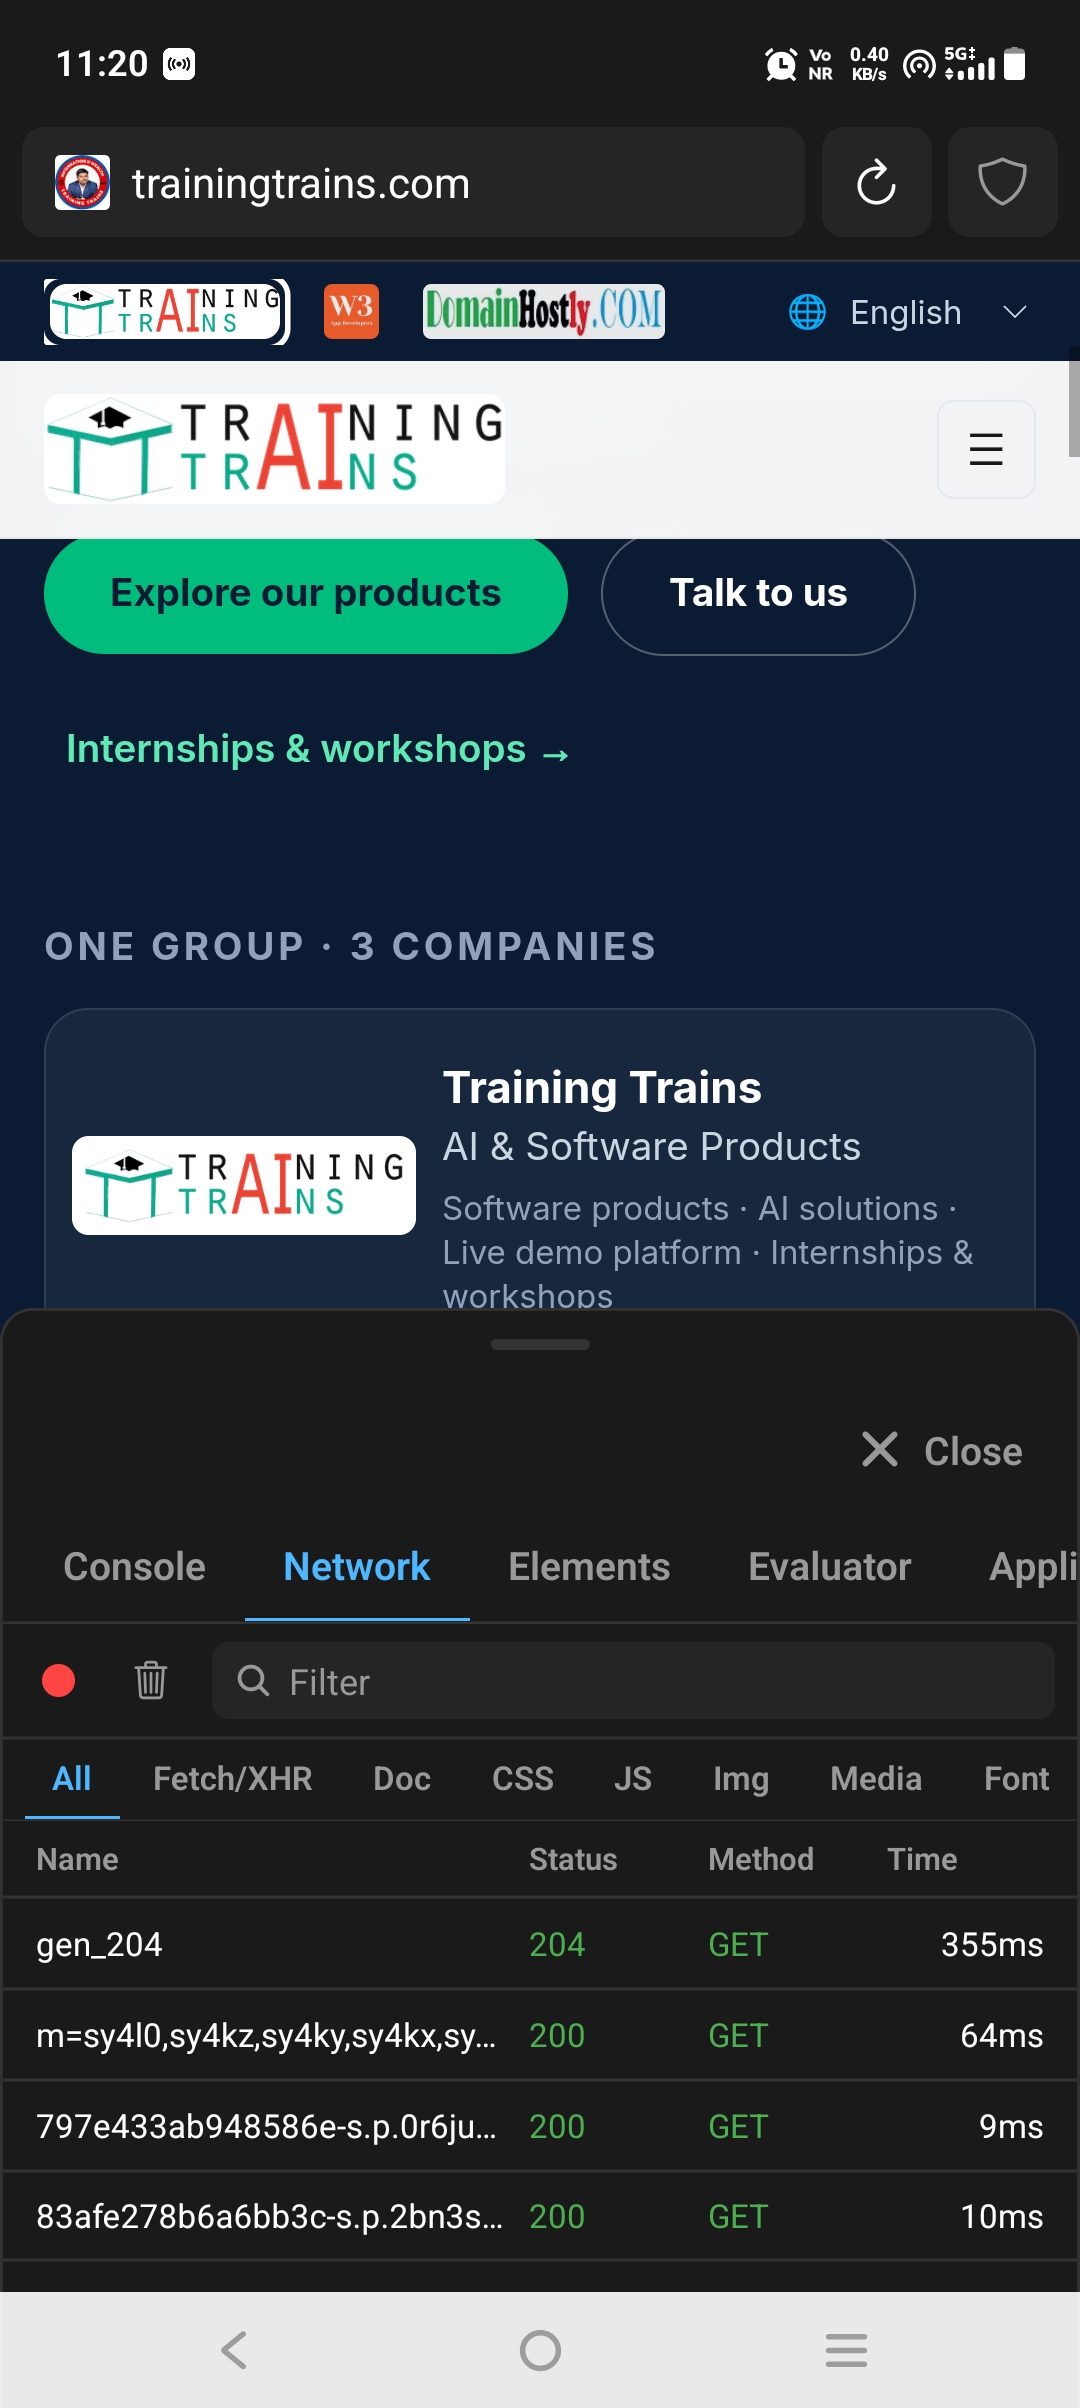 11:20
Vo NR
0.40 KB/s
5G‡
trainingtrains.com
TRAINING
TRAINS
W3
App Developers
DomainHostly.COM
English
TRAINING
TRAINS
Explore our products
Talk to us
Internships & workshops →
ONE GROUP · 3 COMPANIES
TRAINING
TRAINS
Training Trains
AI & Software Products
Software products · AI solutions ·
Live demo platform · Internships &
workshops
Close
Console Network Elements Evaluator Appli
Filter
All Fetch/XHR Doc CSS JS Img Media Font
Name Status Method Time
gen_204 204 GET 355ms
m=sy4l0,sy4kz,sy4ky,sy4kx,sy... 200 GET 64ms
797e433ab948586e-s.p.0r6ju... 200 GET 9ms
83afe278b6a6bb3c-s.p.2bn3s... 200 GET 10ms